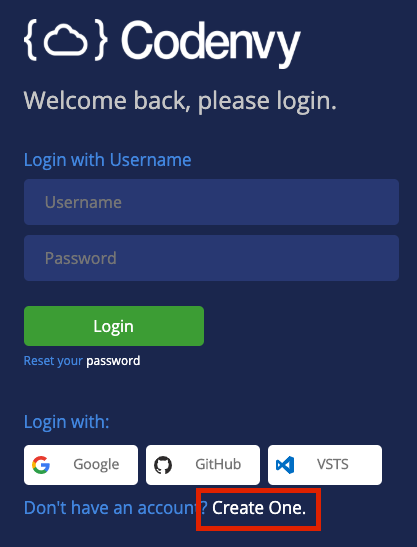 { } Codenvy
Welcome back, please login.
Login with Username
Username
Password
Login
Reset your password
Login with:
Google GitHub VSTS
Don't have an account? Create One.